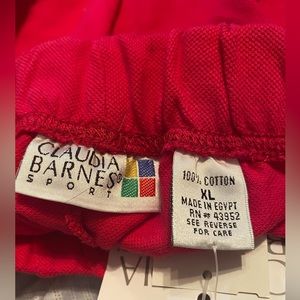 CLAUDIA
BARNES
SPORT
100% COTTON
XL
MADE IN EGYPT
RN# 43952
SEE REVERSE
FOR CARE